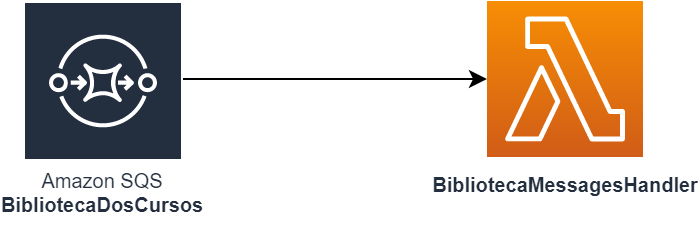 Amazon SQS
BibliotecaDosCursos
BibliotecaMessagesHandler